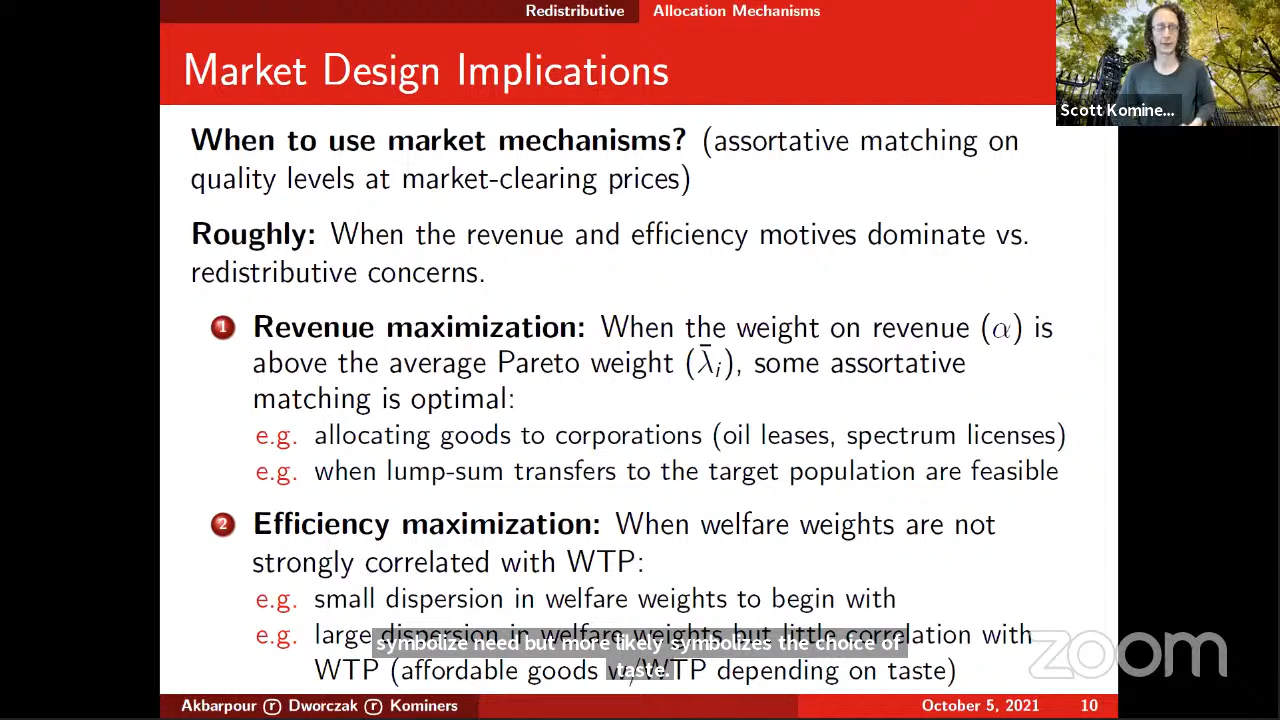 Redistributive Allocation Mechanisms
Market Design Implications
Scott Komine...
When to use market mechanisms? (assortative matching on
quality levels at market-clearing prices)
Roughly: When the revenue and efficiency motives dominate vs.
redistributive concerns.
1 Revenue maximization: When the weight on revenue (α) is
above the average Pareto weight (λ̄ᵢ), some assortative
matching is optimal:
e.g. allocating goods to corporations (oil leases, spectrum licenses)
e.g. when lump-sum transfers to the target population are feasible
2 Efficiency maximization: When welfare weights are not
strongly correlated with WTP:
e.g. small dispersion in welfare weights to begin with
e.g. large dispersion in welfare weights but little correlation with
WTP (affordable goods w/WTP depending on taste)
symbolize need but more likely symbolizes the choice of
taste.
zoom
Akbarpour ⓡ Dworczak ⓡ Kominers October 5, 2021 10